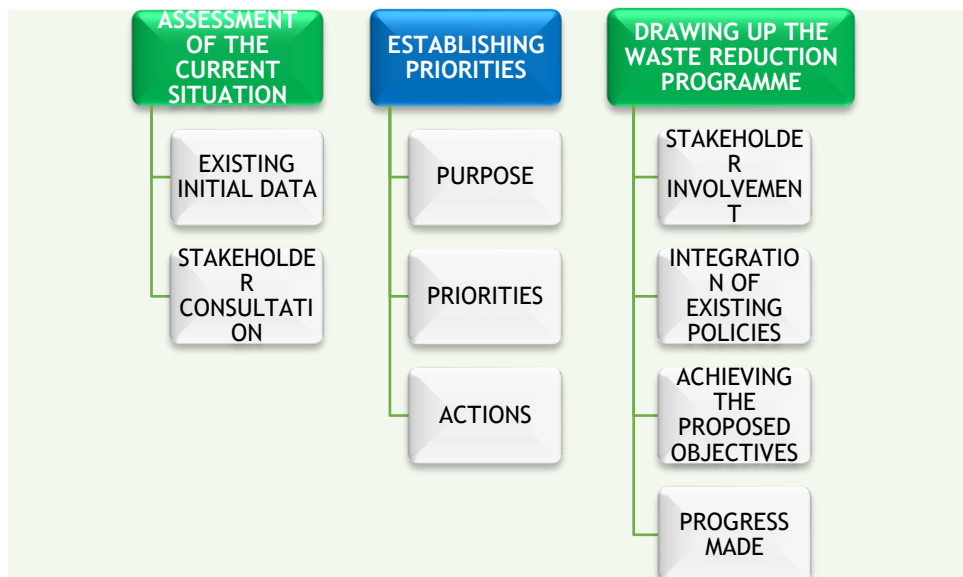 ASSESSMENT
OF THE
CURRENT
SITUATION
EXISTING
INITIAL DATA
STAKEHOLDE
R
CONSULTATI
ON
ESTABLISHING
PRIORITIES
PURPOSE
PRIORITIES
ACTIONS
DRAWING UP THE
WASTE REDUCTION
PROGRAMME
STAKEHOLDE
R
INVOLVEMEN
T
INTEGRATIO
N OF
EXISTING
POLICIES
ACHIEVING
THE
PROPOSED
OBJECTIVES
PROGRESS
MADE